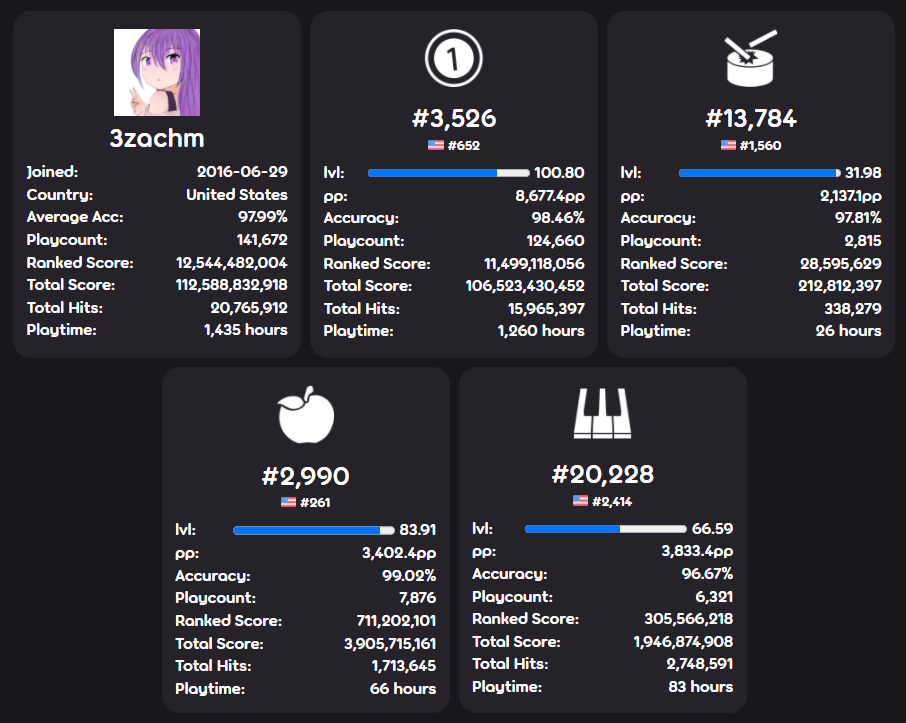 3zachm
Joined: 2016-06-29
Country: United States
Average Acc: 97.99%
Playcount: 141,672
Ranked Score: 12,544,482,004
Total Score: 112,588,832,918
Total Hits: 20,765,912
Playtime: 1,435 hours
1
#3,526
#652
lvl: 100.80
pp: 8,677.4pp
Accuracy: 98.46%
Playcount: 124,660
Ranked Score: 11,499,118,056
Total Score: 106,523,430,452
Total Hits: 15,965,397
Playtime: 1,260 hours
#13,784
#1,560
lvl: 31.98
pp: 2,137.1pp
Accuracy: 97.81%
Playcount: 2,815
Ranked Score: 28,595,629
Total Score: 212,812,397
Total Hits: 338,279
Playtime: 26 hours
#2,990
#261
lvl: 83.91
pp: 3,402.4pp
Accuracy: 99.02%
Playcount: 7,876
Ranked Score: 711,202,101
Total Score: 3,905,715,161
Total Hits: 1,713,645
Playtime: 66 hours
#20,228
#2,414
lvl: 66.59
pp: 3,833.4pp
Accuracy: 96.67%
Playcount: 6,321
Ranked Score: 305,566,218
Total Score: 1,946,874,908
Total Hits: 2,748,591
Playtime: 83 hours